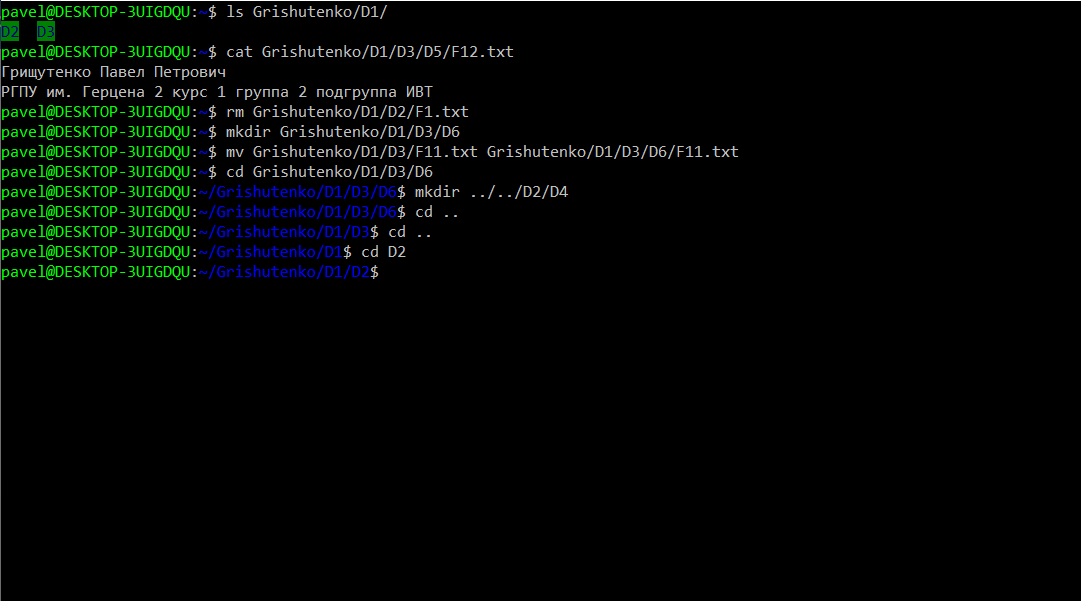 pavel@DESKTOP-3UIGDQU:~$ ls Grishutenko/D1/
D2  D3
pavel@DESKTOP-3UIGDQU:~$ cat Grishutenko/D1/D3/D5/F12.txt
Грищутенко Павел Петрович
РГПУ им. Герцена 2 курс 1 группа 2 подгруппа ИВТ
pavel@DESKTOP-3UIGDQU:~$ rm Grishutenko/D1/D2/F1.txt
pavel@DESKTOP-3UIGDQU:~$ mkdir Grishutenko/D1/D3/D6
pavel@DESKTOP-3UIGDQU:~$ mv Grishutenko/D1/D3/F11.txt Grishutenko/D1/D3/D6/F11.txt
pavel@DESKTOP-3UIGDQU:~$ cd Grishutenko/D1/D3/D6
pavel@DESKTOP-3UIGDQU:~/Grishutenko/D1/D3/D6$ mkdir ../../D2/D4
pavel@DESKTOP-3UIGDQU:~/Grishutenko/D1/D3/D6$ cd ..
pavel@DESKTOP-3UIGDQU:~/Grishutenko/D1/D3$ cd ..
pavel@DESKTOP-3UIGDQU:~/Grishutenko/D1$ cd D2
pavel@DESKTOP-3UIGDQU:~/Grishutenko/D1/D2$